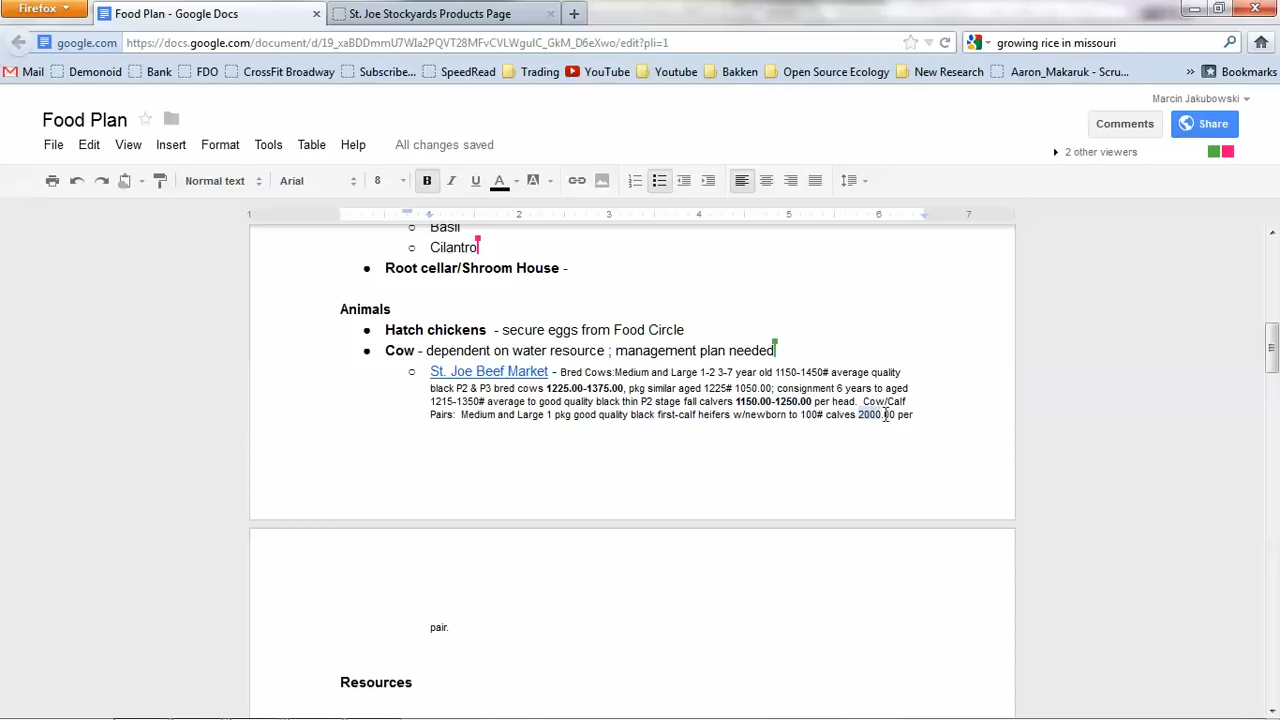 Firefox
Food Plan - Google Docs
St. Joe Stockyards Products Page
google.com
https://docs.google.com/document/d/19_xaBDDmmU7WIa2PQVT28MFvCVLWguIC_GkM_D6eXwo/edit?pli=1
growing rice in missouri
Mail
Demonoid
Bank
FDO
CrossFit Broadway
Subscribe...
SpeedRead
Trading
YouTube
Youtube
Bakken
Open Source Ecology
New Research
Aaron_Makaruk - Scru...
»
Bookmarks
Marcin Jakubowski
Food Plan
Comments
Share
File Edit View Insert Format Tools Table Help All changes saved
2 other viewers
Normal text
Arial
8
B I U A A
1 1 2 3 4 5 6 7
○ Basil
○ Cilantro
● Root cellar/Shroom House -
Animals
● Hatch chickens - secure eggs from Food Circle
● Cow - dependent on water resource ; management plan needed
○ St. Joe Beef Market - Bred Cows:Medium and Large 1-2 3-7 year old 1150-1450# average quality
black P2 & P3 bred cows 1225.00-1375.00, pkg similar aged 1225# 1050.00; consignment 6 years to aged
1215-1350# average to good quality black thin P2 stage fall calvers 1150.00-1250.00 per head. Cow/Calf
Pairs: Medium and Large 1 pkg good quality black first-calf heifers w/newborn to 100# calves 2000.00 per
pair.
Resources